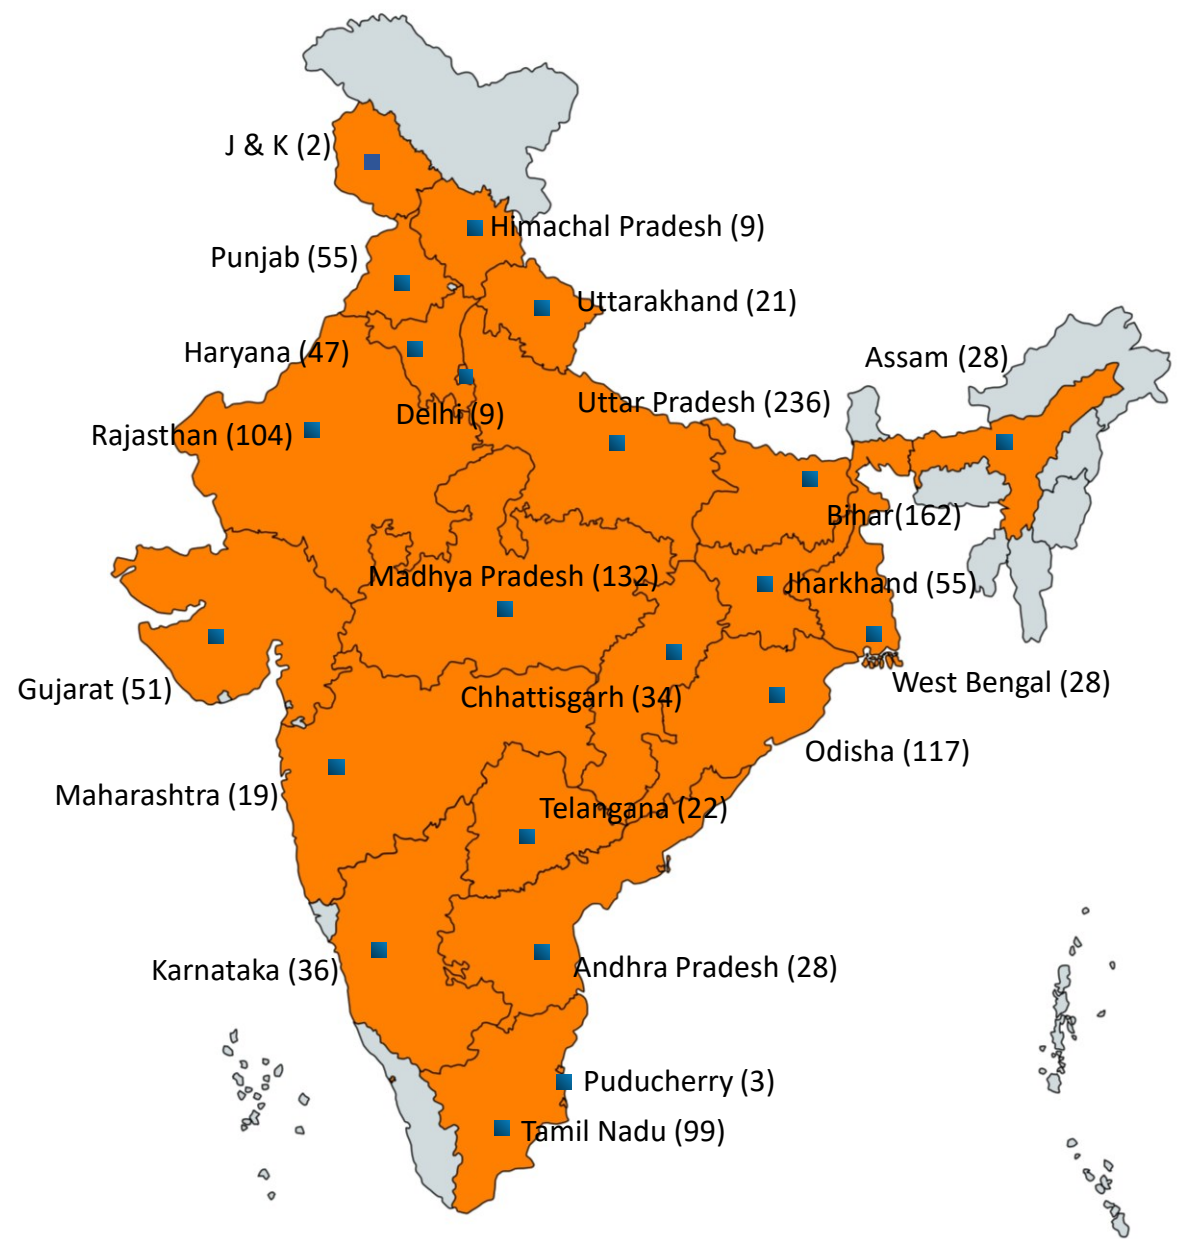 J & K (2)
Himachal Pradesh (9)
Punjab (55)
Uttarakhand (21)
Haryana (47)
Assam (28)
Uttar Pradesh (236)
Delhi (9)
Rajasthan (104)
Bihar(162)
Madhya Pradesh (132)
Jharkhand (55)
Gujarat (51)
Chhattisgarh (34)
West Bengal (28)
Odisha (117)
Maharashtra (19)
Telangana (22)
Karnataka (36)
Andhra Pradesh (28)
Puducherry (3)
Tamil Nadu (99)